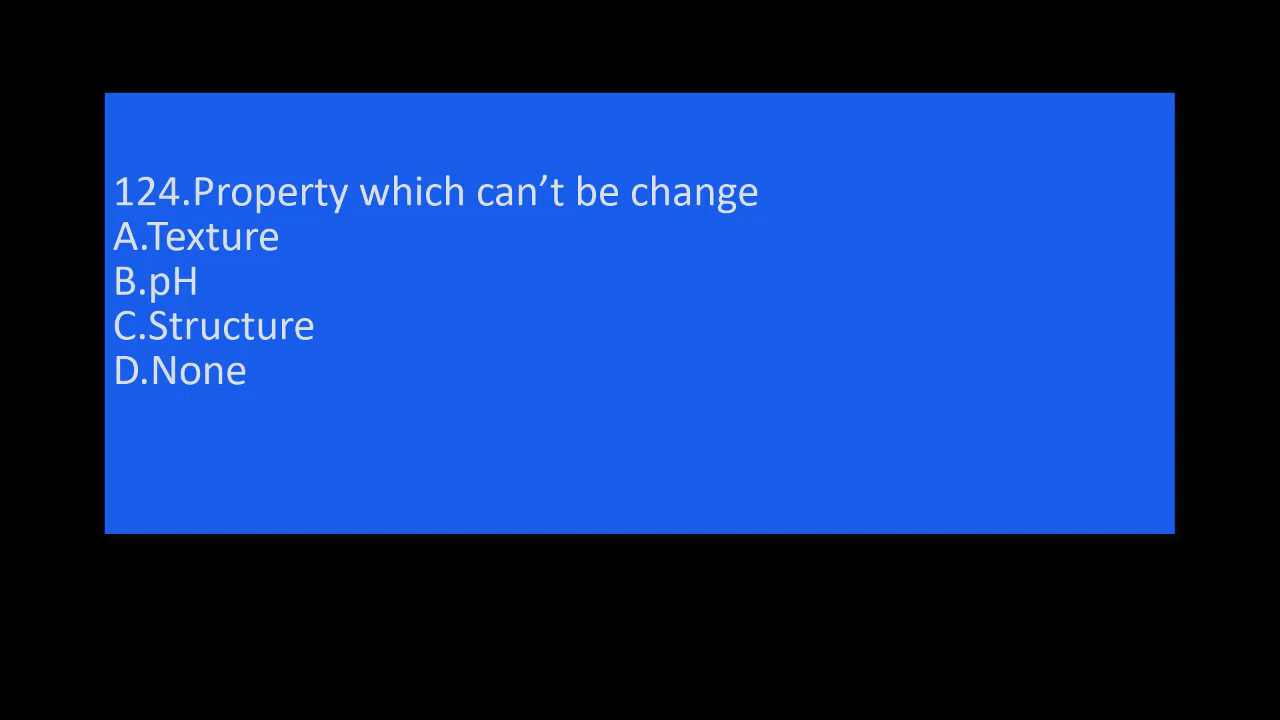 124.Property which can’t be change
A.Texture
B.pH
C.Structure
D.None